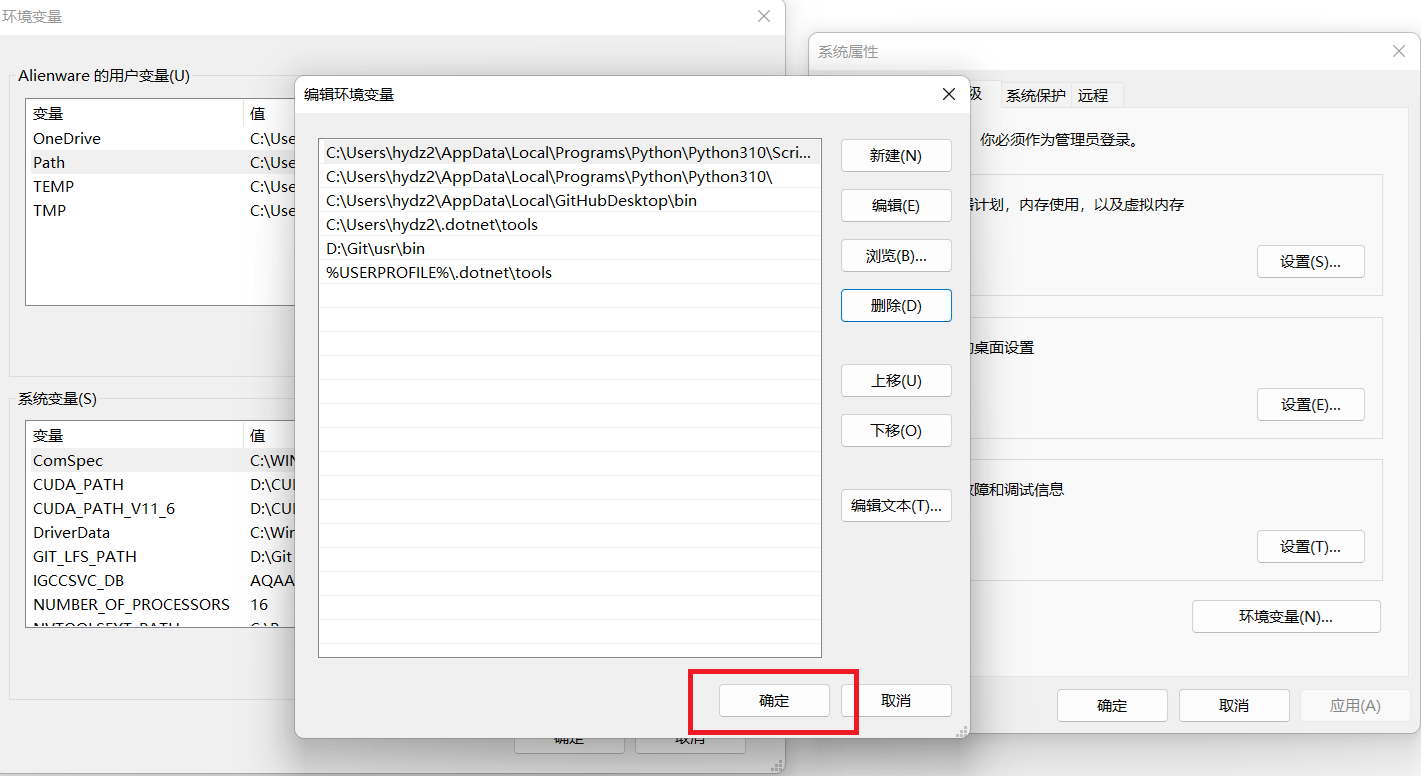 环境变量
Alienware 的用户变量(U)
变量 值
OneDrive C:\Use
Path C:\Use
TEMP C:\Use
TMP C:\Use
系统变量(S)
变量 值
ComSpec C:\WIN
CUDA_PATH D:\CU
CUDA_PATH_V11_6 D:\CU
DriverData C:\Win
GIT_LFS_PATH D:\Git
IGCCSVC_DB AQAA
NUMBER_OF_PROCESSORS 16
确定 取消
编辑环境变量
C:\Users\hydz2\AppData\Local\Programs\Python\Python310\Scri...
C:\Users\hydz2\AppData\Local\Programs\Python\Python310\
C:\Users\hydz2\AppData\Local\GitHubDesktop\bin
C:\Users\hydz2\.dotnet\tools
D:\Git\usr\bin
%USERPROFILE%\.dotnet\tools
新建(N)
编辑(E)
浏览(B)...
删除(D)
上移(U)
下移(O)
编辑文本(T)...
确定 取消
系统属性
级 系统保护 远程
你必须作为管理员登录。
计划，内存使用，以及虚拟内存
设置(S)...
桌面设置
设置(E)...
障和调试信息
设置(T)...
环境变量(N)...
确定 取消 应用(A)